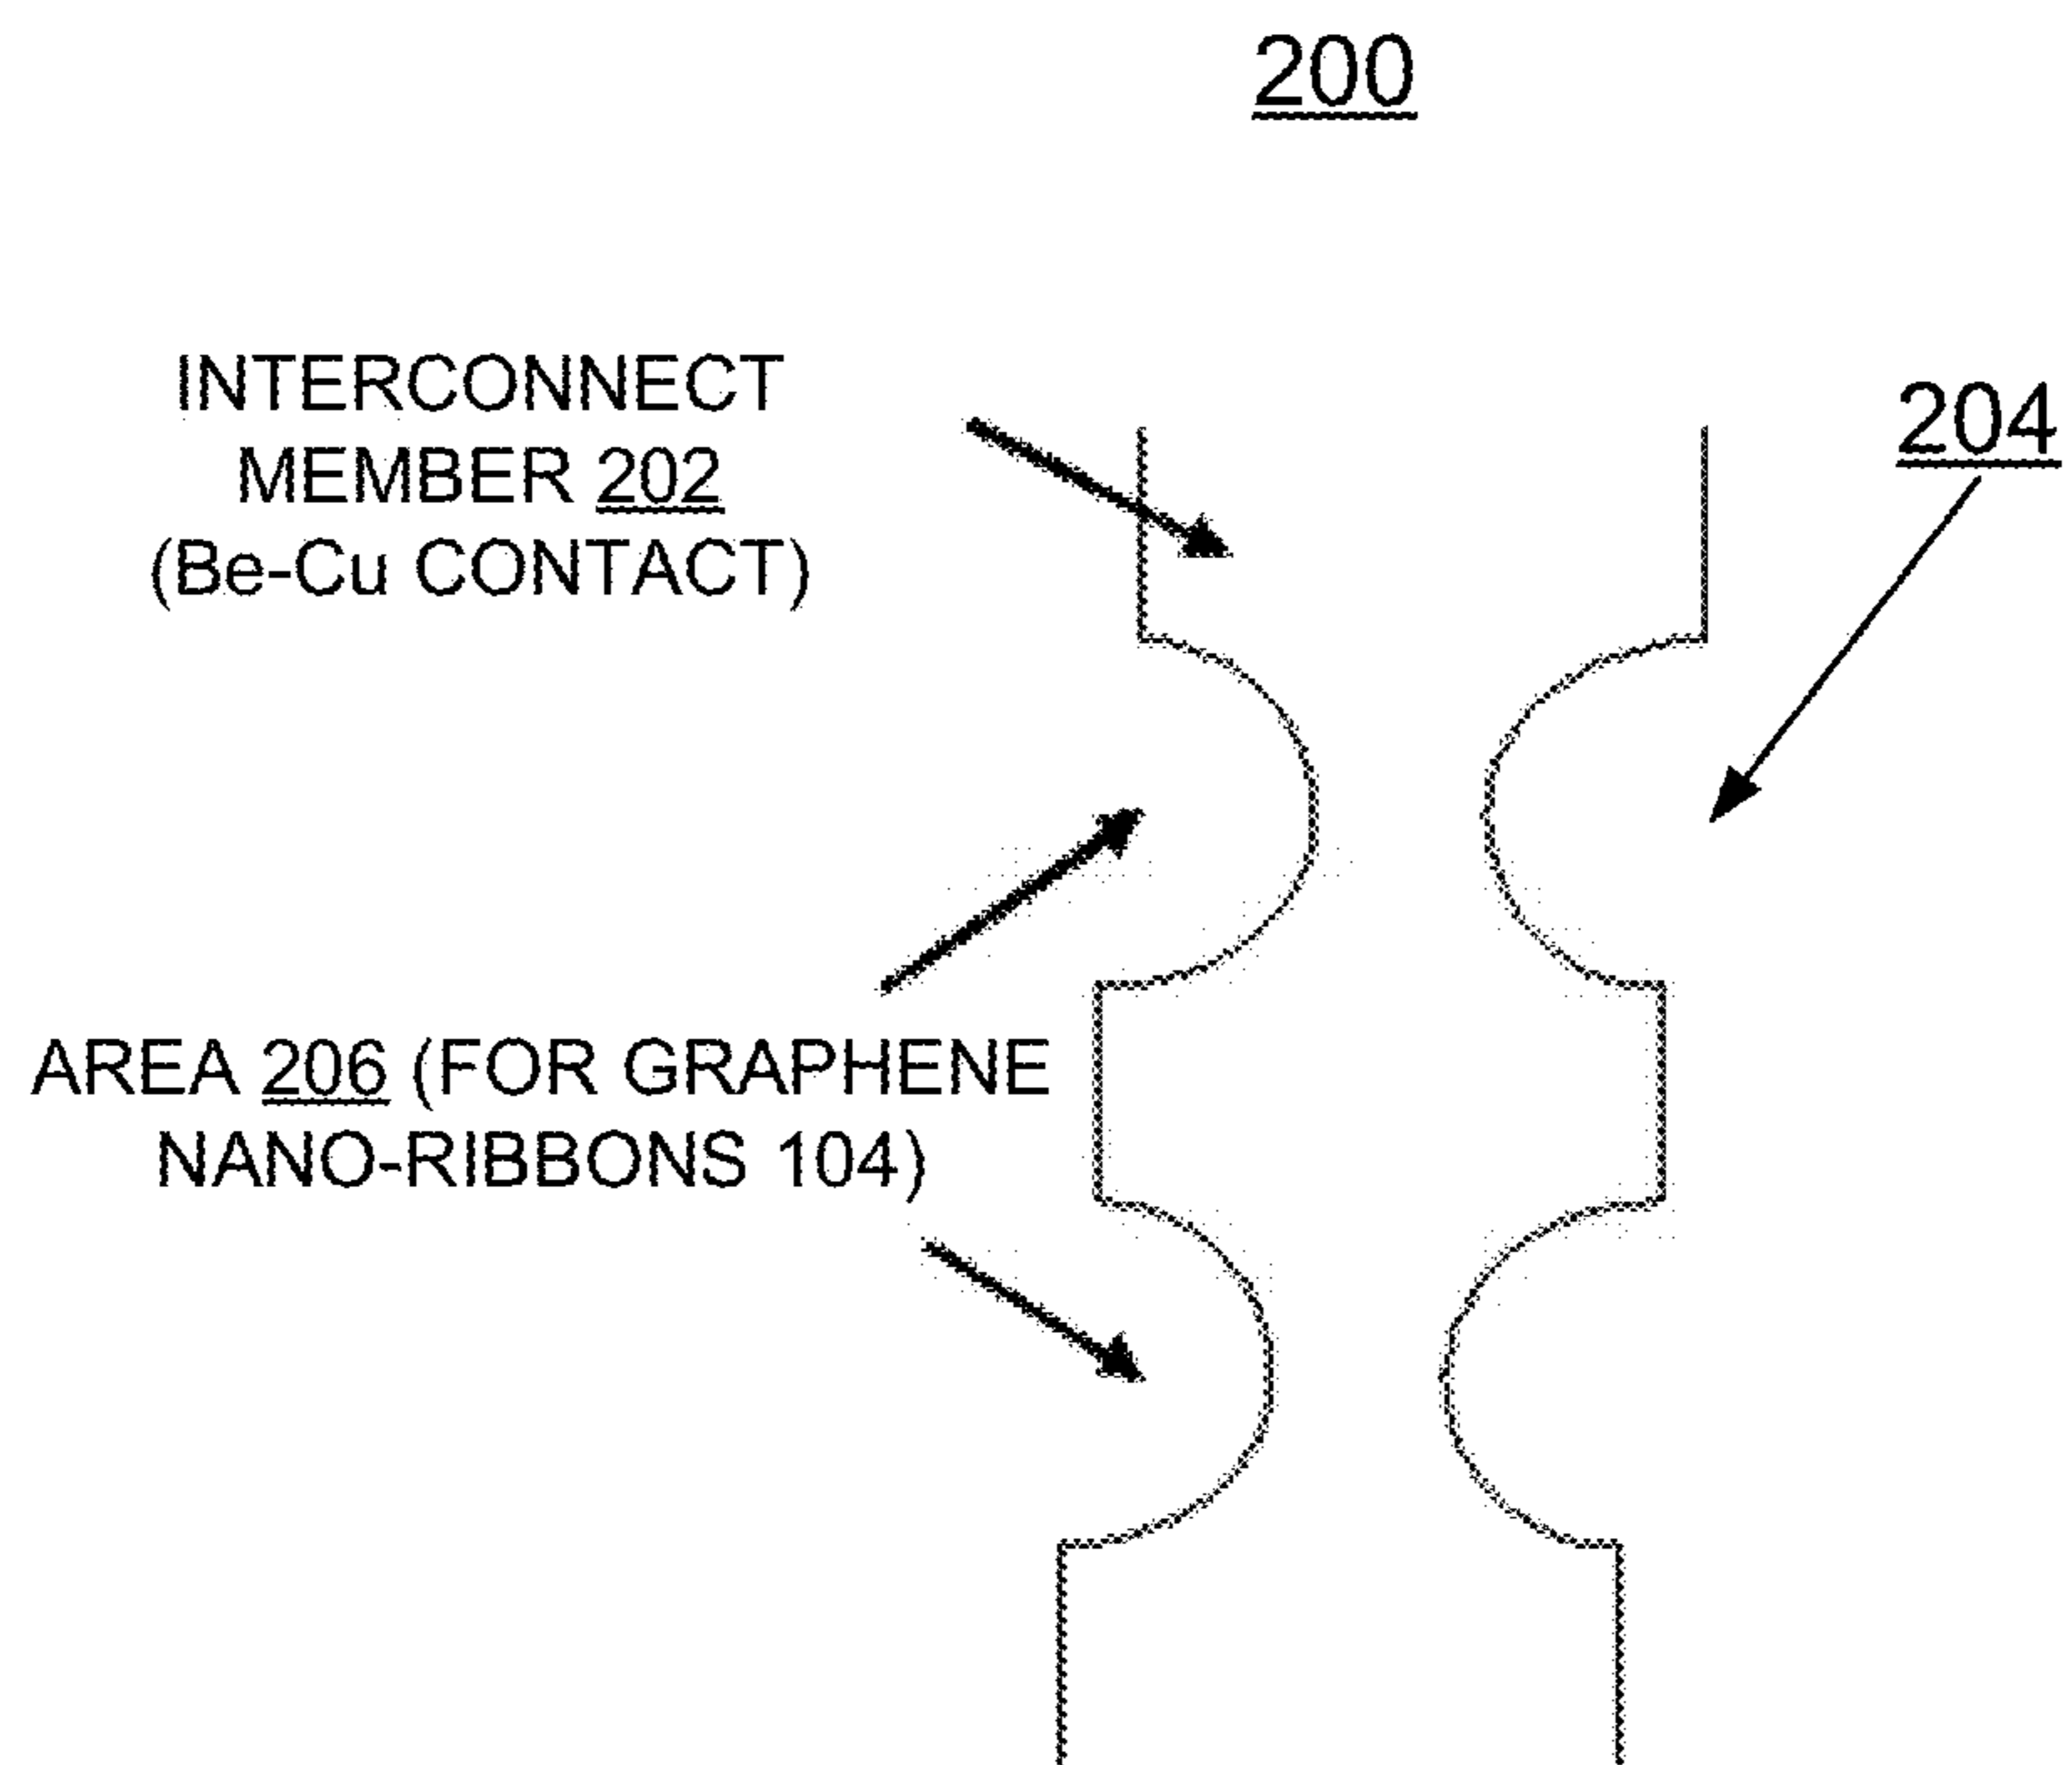 200
INTERCONNECT
MEMBER 202
(Be-Cu CONTACT)
204
AREA 206 (FOR GRAPHENE
NANO-RIBBONS 104)